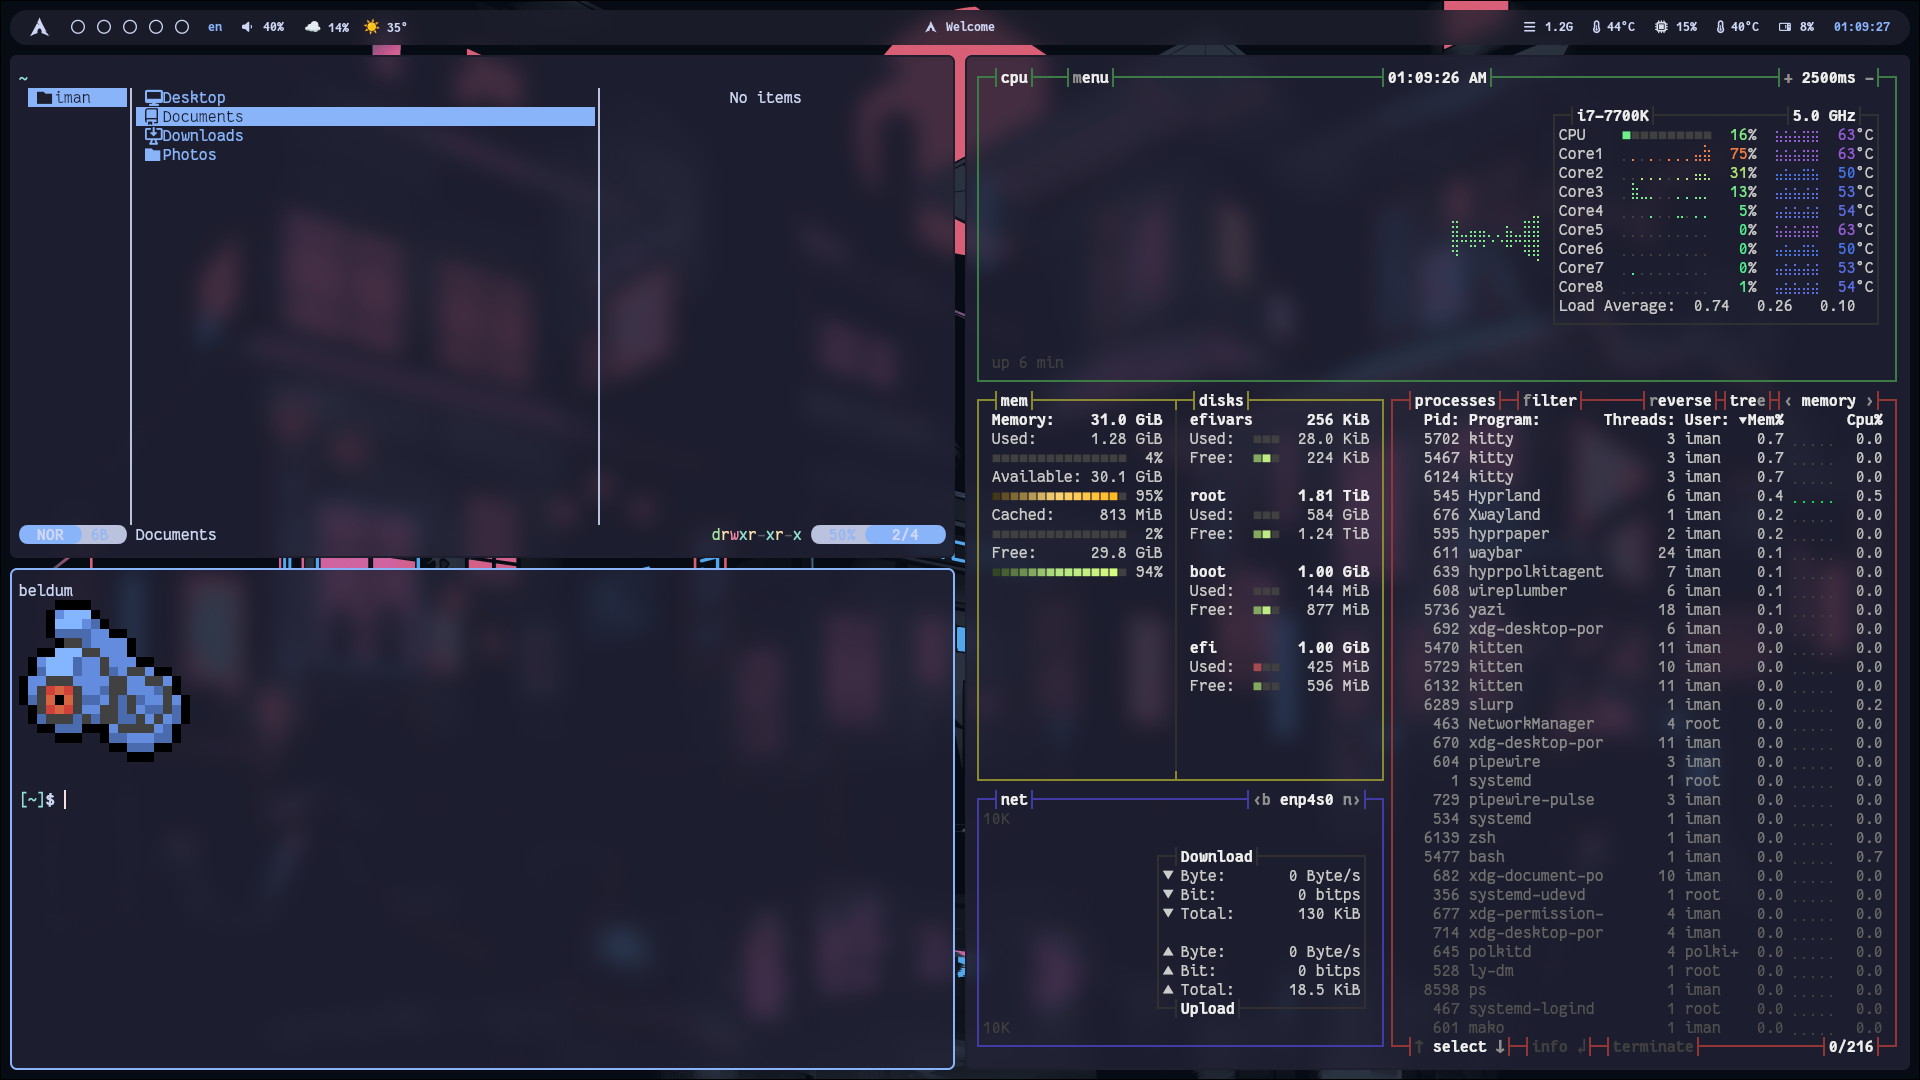 en 40% 14% 35° Welcome 1.2G 44°C 15% 40°C 8% 01:09:27
~
iman
Desktop
Documents
Downloads
Photos
No items
NOR 6B Documents drwxr-xr-x 50% 2/4
beldum
[~]$
cpu menu 01:09:26 AM + 2500ms -
i7-7700K 5.0 GHz
CPU 16% 63°C
Core1 75% 63°C
Core2 31% 50°C
Core3 13% 53°C
Core4 5% 54°C
Core5 0% 63°C
Core6 0% 50°C
Core7 0% 53°C
Core8 1% 54°C
Load Average: 0.74 0.26 0.10
up 6 min
mem
Memory: 31.0 GiB
Used: 1.28 GiB
4%
Available: 30.1 GiB
95%
Cached: 813 MiB
2%
Free: 29.8 GiB
94%
disks
efivars 256 KiB
Used: 28.0 KiB
Free: 224 KiB
root 1.81 TiB
Used: 584 GiB
Free: 1.24 TiB
boot 1.00 GiB
Used: 144 MiB
Free: 877 MiB
efi 1.00 GiB
Used: 425 MiB
Free: 596 MiB
net ‹b enp4s0 n›
10K
Download
▼ Byte: 0 Byte/s
▼ Bit: 0 bitps
▼ Total: 130 KiB
▲ Byte: 0 Byte/s
▲ Bit: 0 bitps
▲ Total: 18.5 KiB
Upload
10K
processes filter reverse tree ‹ memory ›
Pid: Program: Threads: User: ▼Mem% Cpu%
5702 kitty 3 iman 0.7 0.0
5467 kitty 3 iman 0.7 0.0
6124 kitty 3 iman 0.7 0.0
545 Hyprland 6 iman 0.4 0.5
676 Xwayland 1 iman 0.2 0.0
595 hyprpaper 2 iman 0.2 0.0
611 waybar 24 iman 0.1 0.0
639 hyprpolkitagent 7 iman 0.1 0.0
608 wireplumber 6 iman 0.1 0.0
5736 yazi 18 iman 0.1 0.0
692 xdg-desktop-por 6 iman 0.0 0.0
5470 kitten 11 iman 0.0 0.0
5729 kitten 10 iman 0.0 0.0
6132 kitten 11 iman 0.0 0.0
6289 slurp 1 iman 0.0 0.2
463 NetworkManager 4 root 0.0 0.0
670 xdg-desktop-por 11 iman 0.0 0.0
604 pipewire 3 iman 0.0 0.0
1 systemd 1 root 0.0 0.0
729 pipewire-pulse 3 iman 0.0 0.0
534 systemd 1 iman 0.0 0.0
6139 zsh 1 iman 0.0 0.0
5477 bash 1 iman 0.0 0.7
682 xdg-document-po 10 iman 0.0 0.0
356 systemd-udevd 1 root 0.0 0.0
677 xdg-permission- 4 iman 0.0 0.0
714 xdg-desktop-por 4 iman 0.0 0.0
645 polkitd 4 polki+ 0.0 0.0
528 ly-dm 1 root 0.0 0.0
8598 ps 1 iman 0.0 0.0
467 systemd-logind 1 root 0.0 0.0
601 mako 1 iman 0.0 0.0
↑ select ↓ info ↲ terminate 0/216